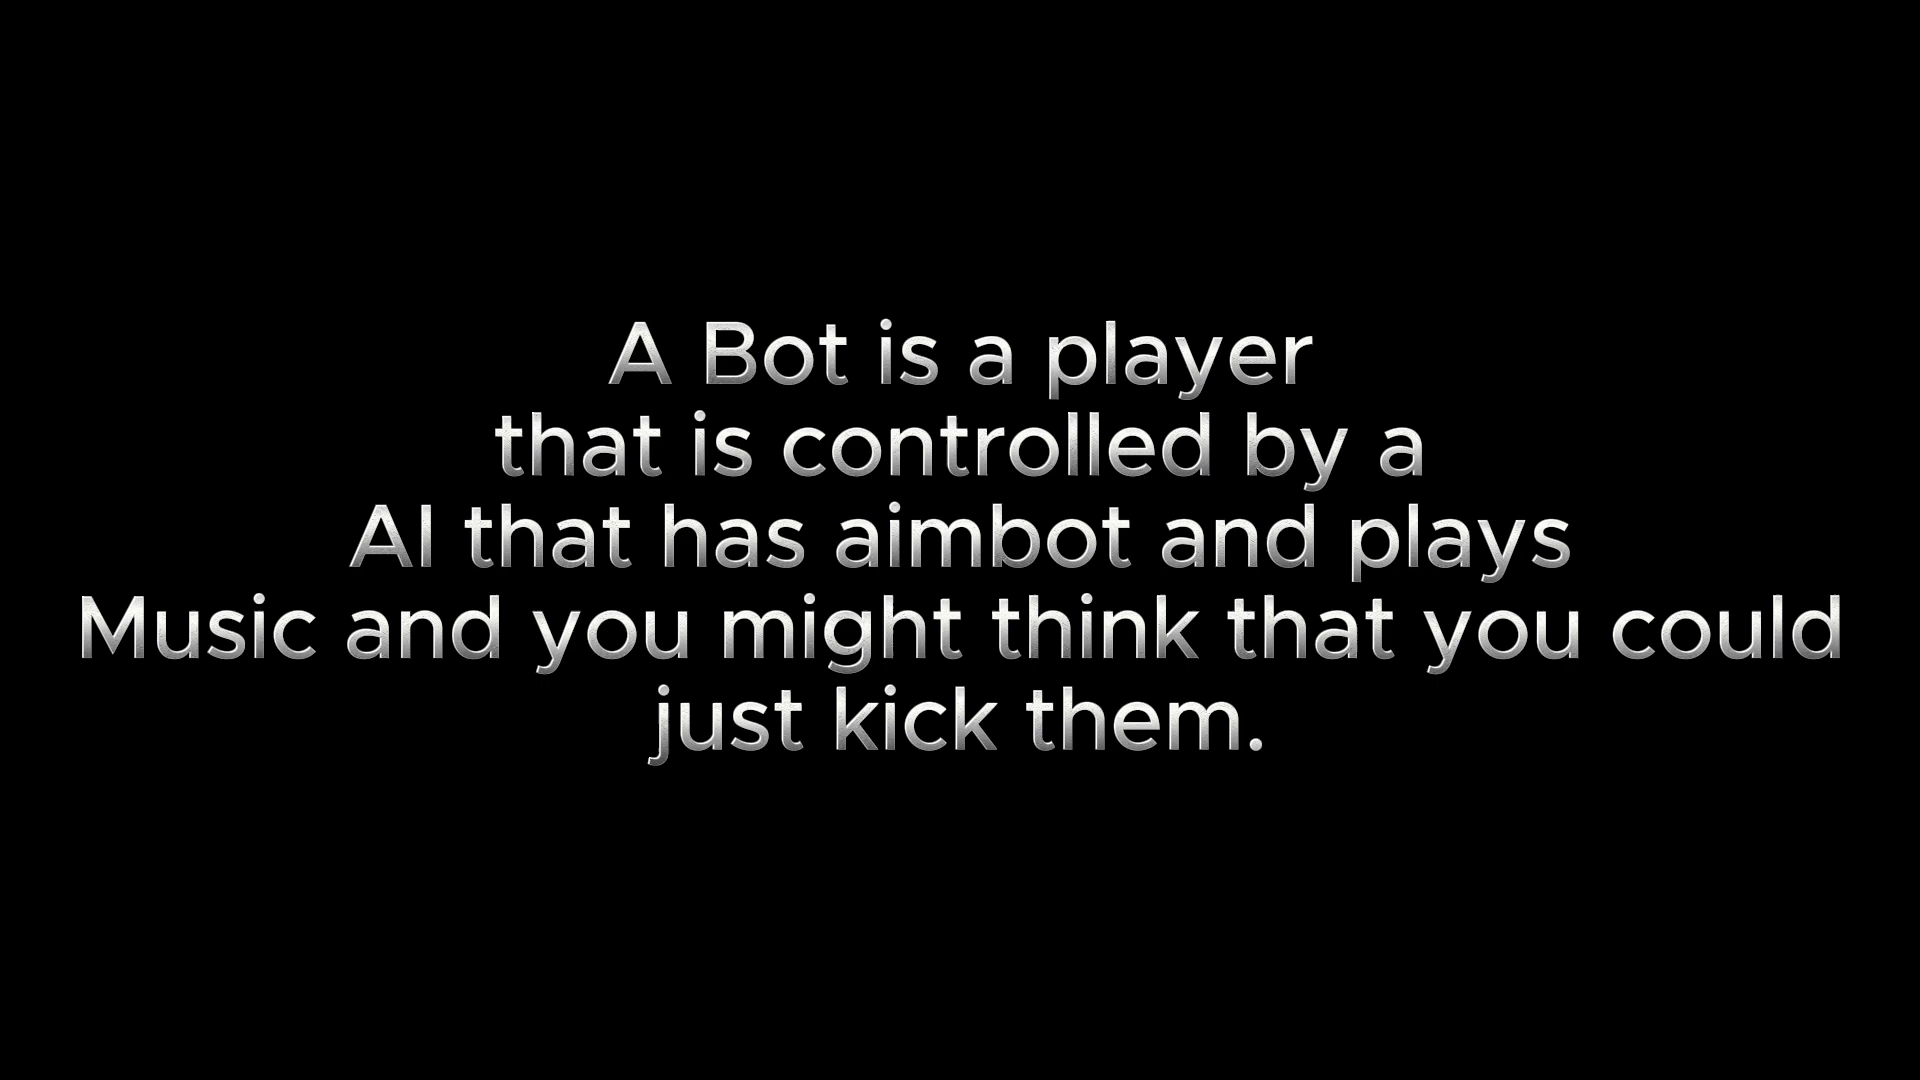 A Bot is a player
that is controlled by a
AI that has aimbot and plays
Music and you might think that you could
just kick them.